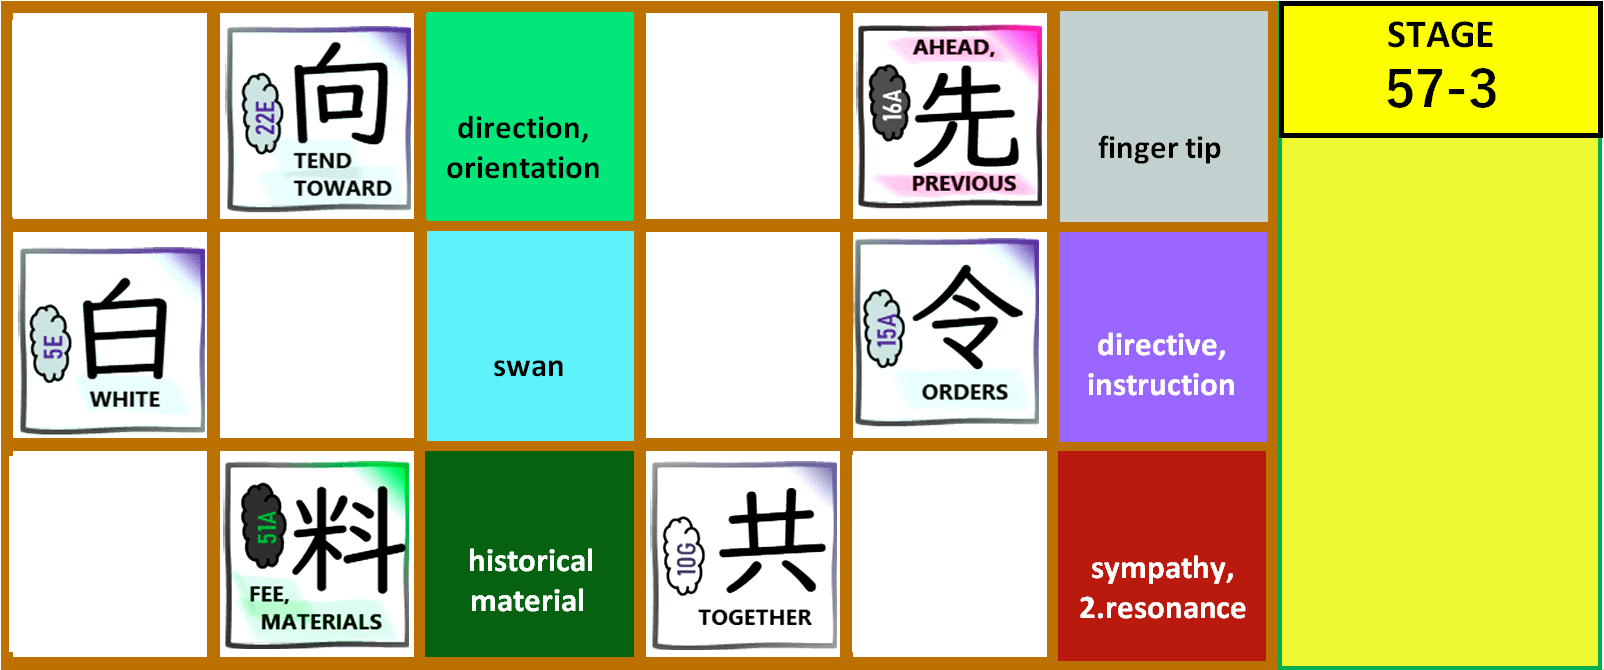 22E
向
TEND
TOWARD
direction,
orientation
AHEAD,
16A
先
PREVIOUS
finger tip
STAGE
57-3
5E
白
WHITE
swan
15A
令
ORDERS
directive,
instruction
51A
料
FEE,
MATERIALS
historical
material
10G
共
TOGETHER
sympathy,
2.resonance